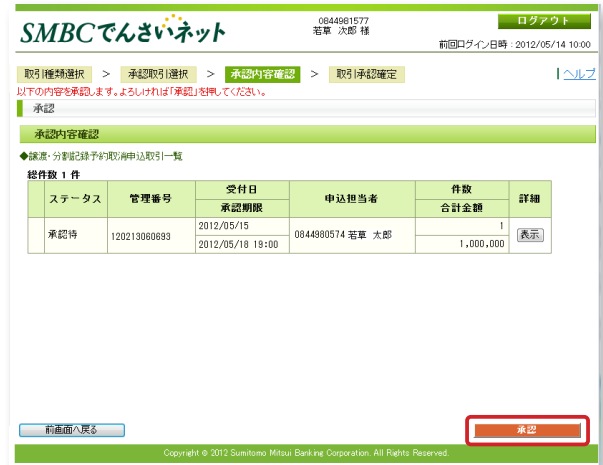 SMBCでんさいネット
0844981577
若草 次郎 様
ログアウト
前回ログイン日時：2012/05/14 10:00
取引種類選択 > 承認取引選択 > 承認内容確認 > 取引承認確定
ヘルプ
以下の内容を承認します。よろしければ「承認」を押してください。
承認
承認内容確認
◆譲渡・分割記録予約取消申込取引一覧
総件数 1 件
ステータス 管理番号 受付日 申込担当者 件数 詳細
承認期限 合計金額
承認待 120213060693 2012/05/15 0844980574 若草 太郎 1 表示
2012/05/18 19:00 1,000,000
前画面へ戻る
承認
Copyright © 2012 Sumitomo Mitsui Banking Corporation. All Rights Reserved.